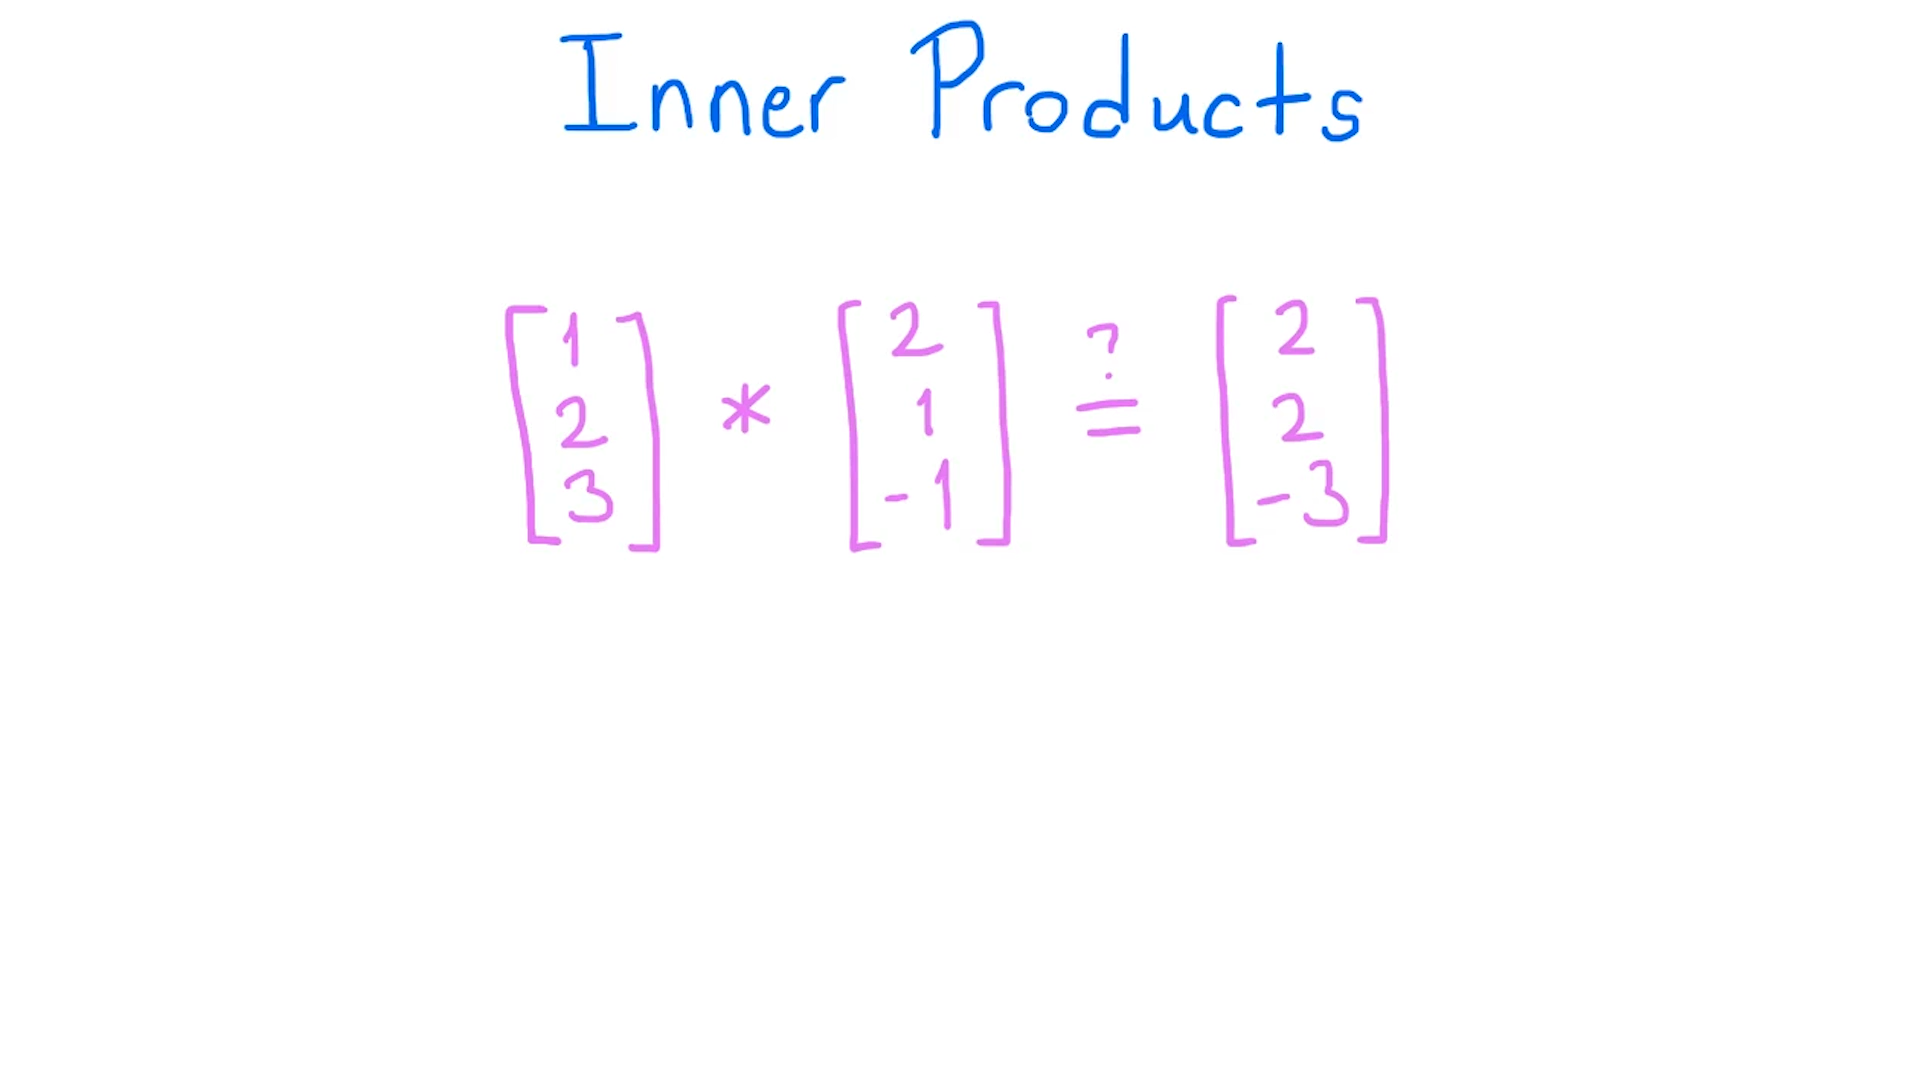 Inner Products
[1 2 3] * [2 1 -1] ?= [2 2 -3]